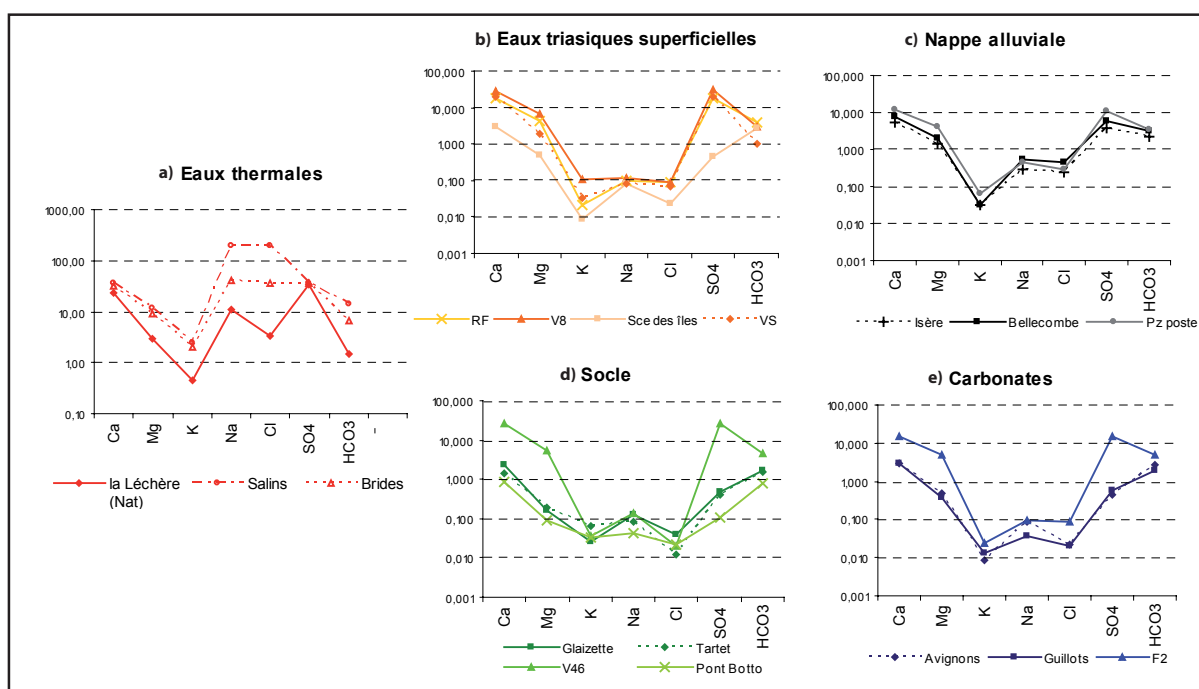 a) Eaux thermales
1000,00
100,00
10,00
1,00
0,10
Ca
Mg
K
Na
Cl
SO4
HCO3
la Léchère (Nat)
Salins
Brides
b) Eaux triasiques superficielles
100,000
10,000
1,000
0,100
0,010
0,001
Ca
Mg
K
Na
Cl
SO4
HCO3
RF
V8
Sce des îles
VS
c) Nappe alluviale
100,000
10,000
1,000
0,100
0,010
0,001
Ca
Mg
K
Na
Cl
SO4
HCO3
Isère
Bellecombe
Pz poste
d) Socle
100,000
10,000
1,000
0,100
0,010
0,001
Ca
Mg
K
Na
Cl
SO4
HCO3
Glaizette
Tartet
V46
Pont Botto
e) Carbonates
100,000
10,000
1,000
0,100
0,010
0,001
Ca
Mg
K
Na
Cl
SO4
HCO3
Avignons
Guillots
F2